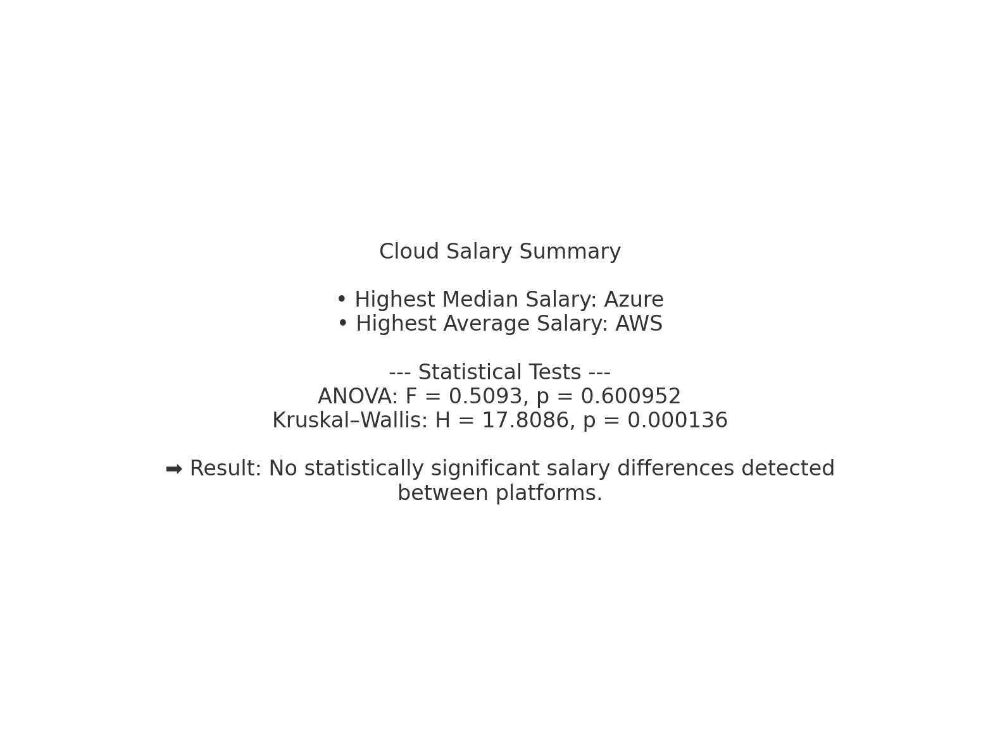 Cloud Salary Summary
• Highest Median Salary: Azure
• Highest Average Salary: AWS
--- Statistical Tests ---
ANOVA: F = 0.5093, p = 0.600952
Kruskal–Wallis: H = 17.8086, p = 0.000136
➡ Result: No statistically significant salary differences detected
between platforms.